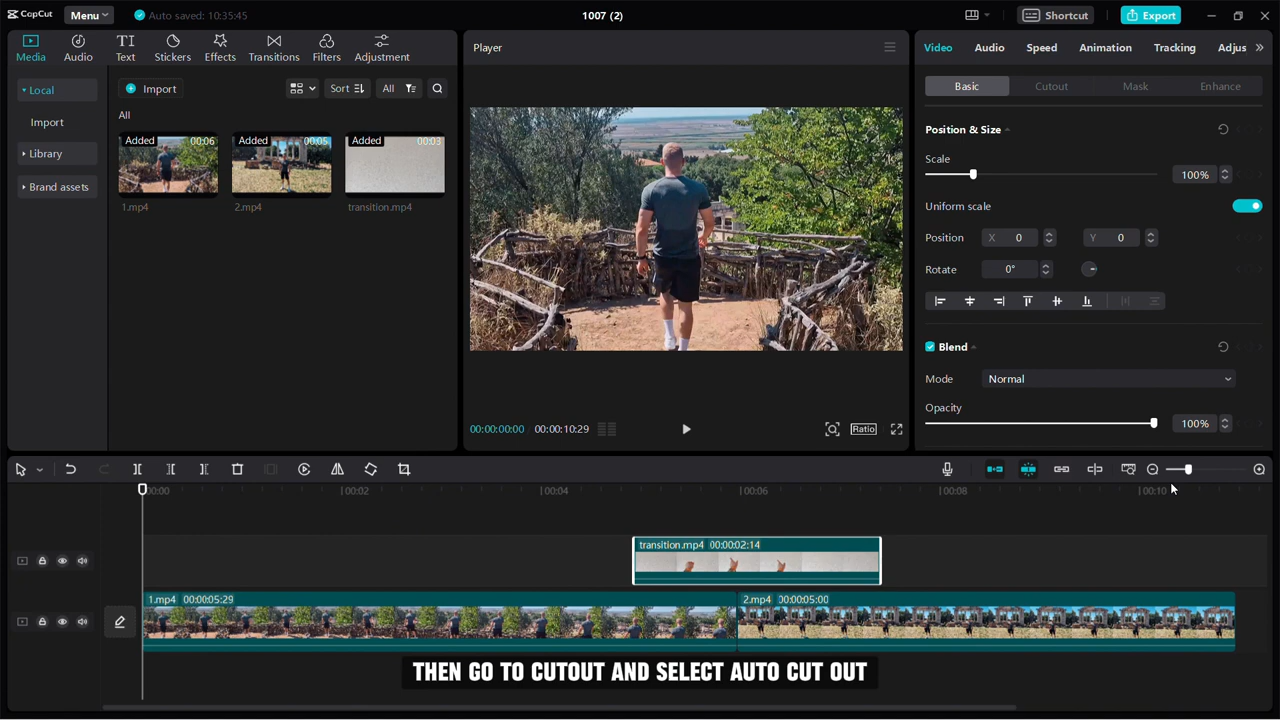 CapCut Menu Auto saved: 10:35:45 1007 (2) Shortcut Export
Media Audio Text Stickers Effects Transitions Filters Adjustment
Local
Import
Library
Brand assets
Import Sort All
All
Added 00:06 Added 00:05 Added 00:03
1.mp4 2.mp4 transition.mp4
Player
00:00:00:00 00:00:10:29 Ratio
Video Audio Speed Animation Tracking Adjus »
Basic Cutout Mask Enhance
Position & Size
Scale
100%
Uniform scale
Position X 0 Y 0
Rotate 0°
Blend
Mode Normal
Opacity
100%
00:00 |00:02 |00:04 |00:06 |00:08 |00:10
transition.mp4 00:00:02:14
1.mp4 00:00:05:29 2.mp4 00:00:05:00
THEN GO TO CUTOUT AND SELECT AUTO CUT OUT